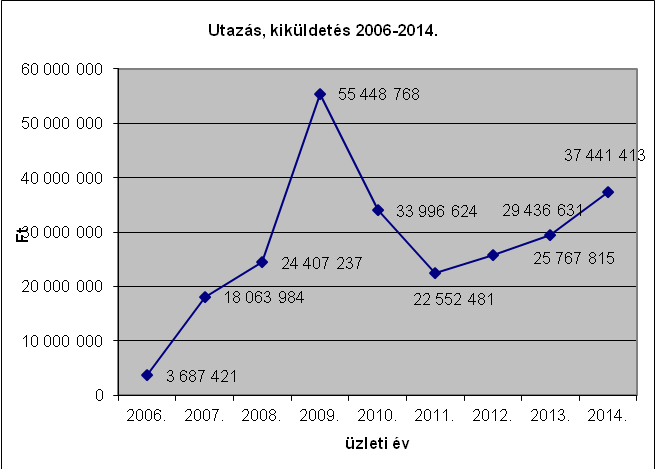 Utazás, kiküldetés 2006-2014.
60 000 000
50 000 000
40 000 000
30 000 000
20 000 000
10 000 000
0
Ft
55 448 768
37 441 413
33 996 624
29 436 631
24 407 237
25 767 815
18 063 984
22 552 481
3 687 421
2006. 2007. 2008. 2009. 2010. 2011. 2012. 2013. 2014.
üzleti év